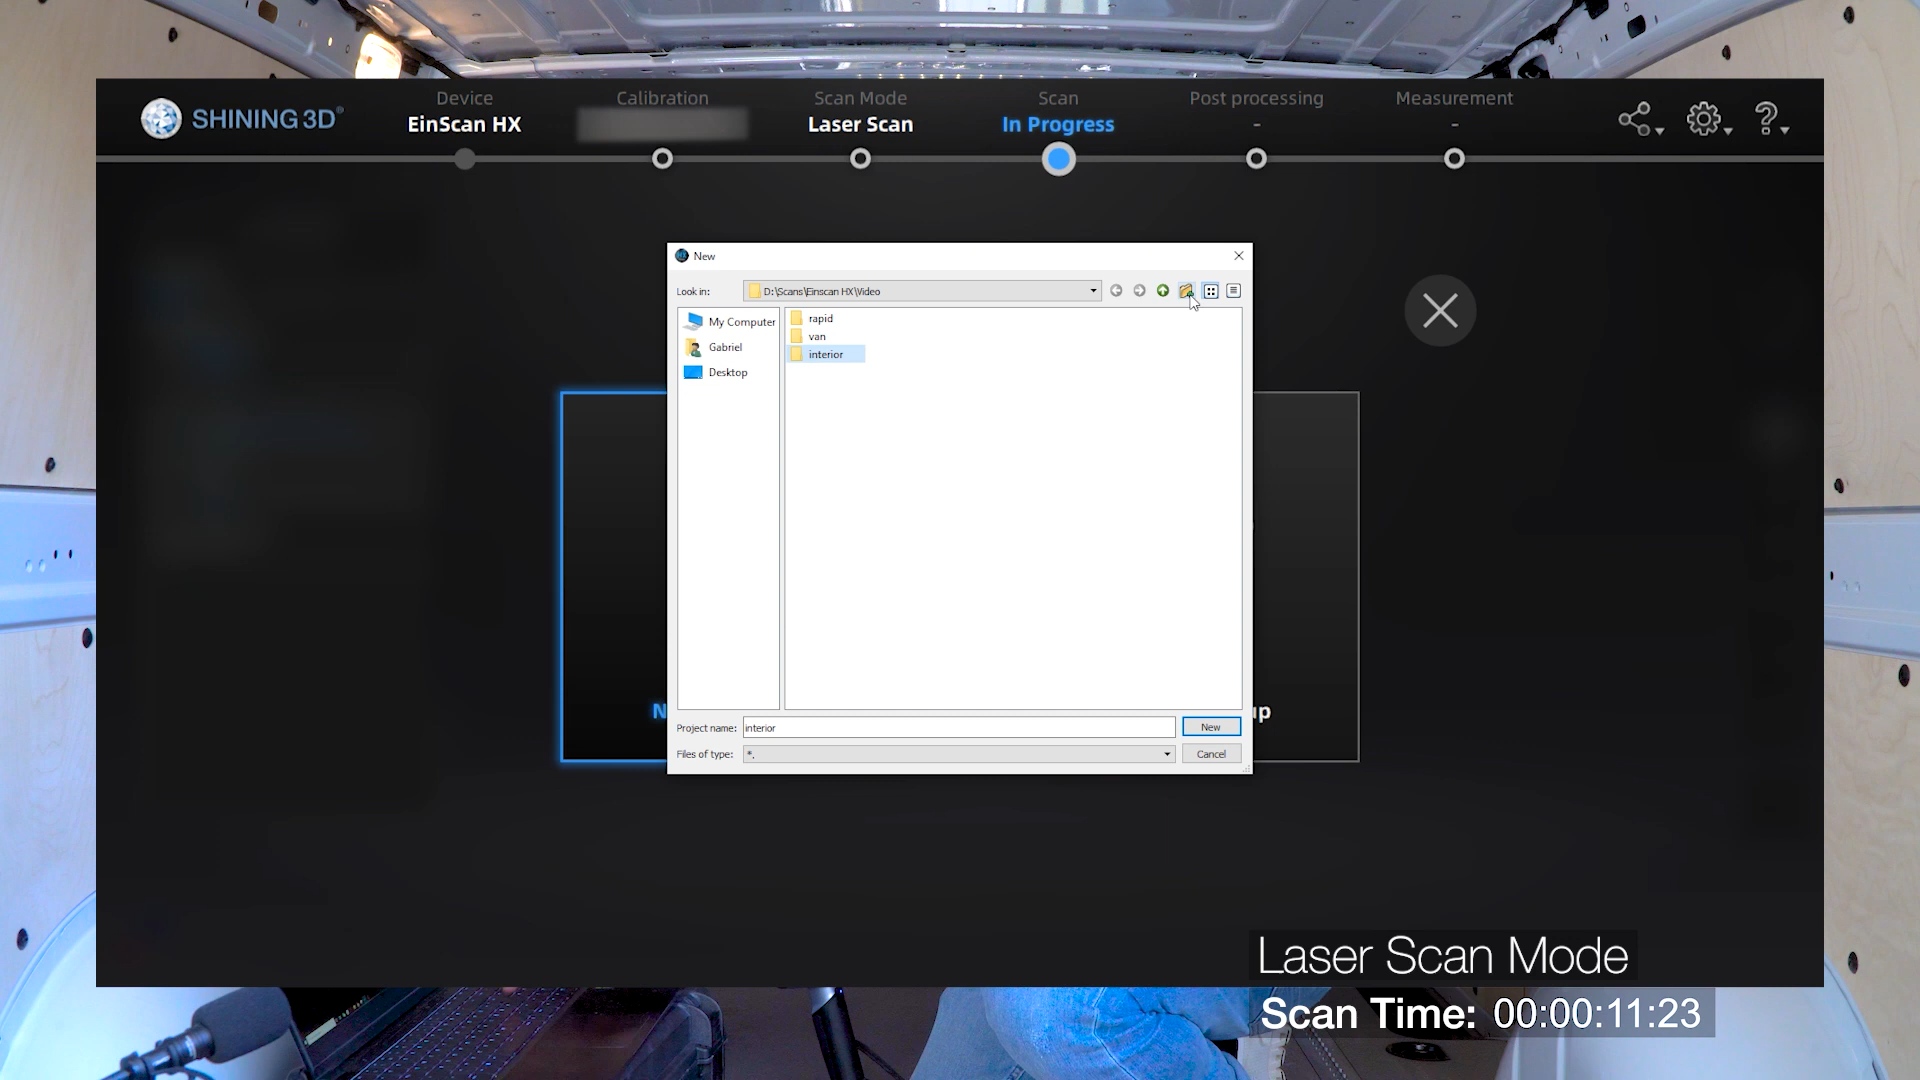 SHINING 3D®
Device
EinScan HX
Calibration
Scan Mode
Laser Scan
Scan
In Progress
Post processing
-
Measurement
-
New
Look in:
D:\Scans\Einscan HX\Video
My Computer
Gabriel
Desktop
rapid
van
interior
N
up
Project name:
interior
New
Files of type:
*.
Cancel
Laser Scan Mode
Scan Time: 00:00:11:23